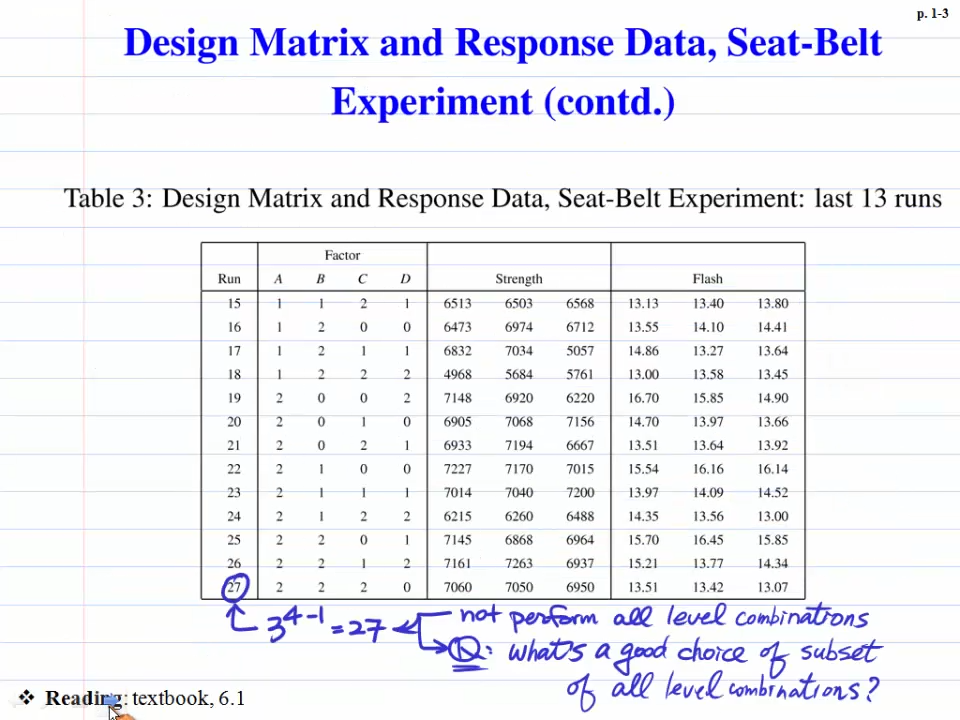 p. 1-3
Design Matrix and Response Data, Seat-Belt
Experiment (contd.)
Table 3: Design Matrix and Response Data, Seat-Belt Experiment: last 13 runs
Factor
Run A B C D Strength Flash
15 1 1 2 1 6513 6503 6568 13.13 13.40 13.80
16 1 2 0 0 6473 6974 6712 13.55 14.10 14.41
17 1 2 1 1 6832 7034 5057 14.86 13.27 13.64
18 1 2 2 2 4968 5684 5761 13.00 13.58 13.45
19 2 0 0 2 7148 6920 6220 16.70 15.85 14.90
20 2 0 1 0 6905 7068 7156 14.70 13.97 13.66
21 2 0 2 1 6933 7194 6667 13.51 13.64 13.92
22 2 1 0 0 7227 7170 7015 15.54 16.16 16.14
23 2 1 1 1 7014 7040 7200 13.97 14.09 14.52
24 2 1 2 2 6215 6260 6488 14.35 13.56 13.00
25 2 2 0 1 7145 6868 6964 15.70 16.45 15.85
26 2 2 1 2 7161 7263 6937 15.21 13.77 14.34
27 2 2 2 0 7060 7050 6950 13.51 13.42 13.07
3^{4-1} = 27
not perform all level combinations
Q: what's a good choice of subset
of all level combinations?
❖ Reading: textbook, 6.1